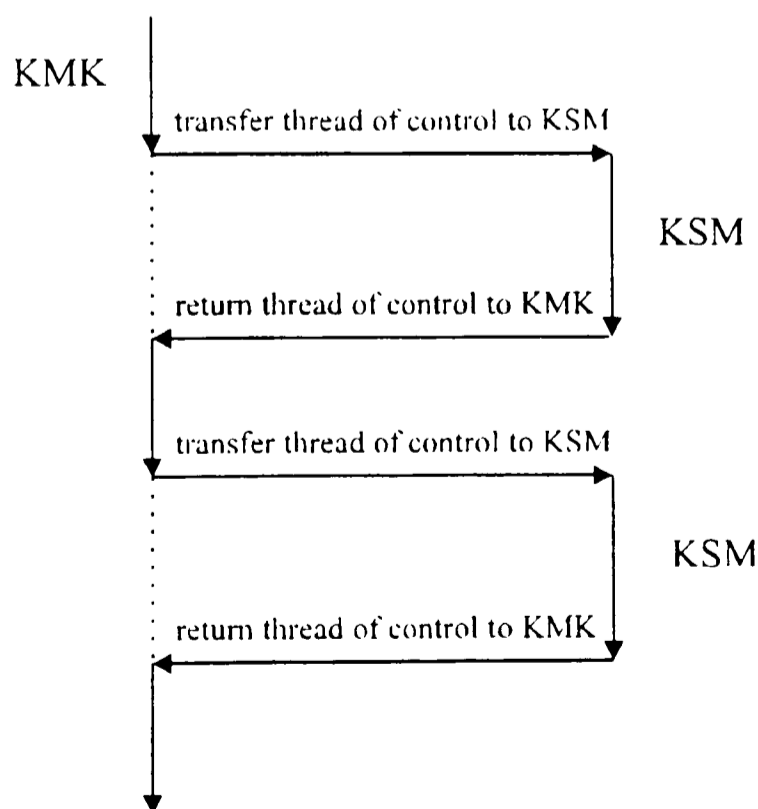 KMK
transfer thread of control to KSM
KSM
return thread of control to KMK
transfer thread of control to KSM
KSM
return thread of control to KMK